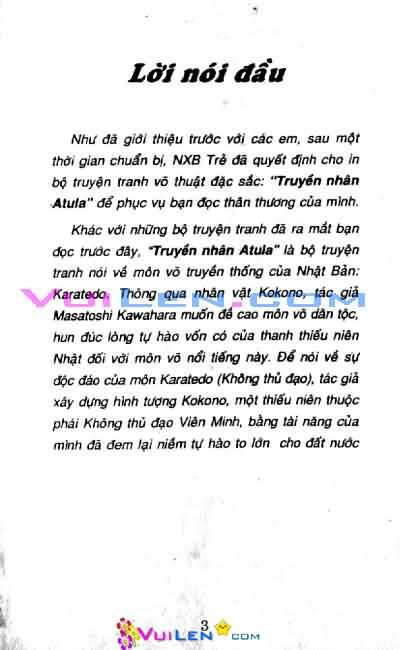 Lời nói đầu
Như đã giới thiệu trước với các em, sau một
thời gian chuẩn bị, NXB Trẻ đã quyết định cho in
bộ truyện tranh võ thuật đặc sắc: "Truyền nhân
Atula" để phục vụ bạn đọc thân thương của mình.
Khác với những bộ truyện tranh đã ra mắt bạn
đọc trước đây, "Truyền nhân Atula" là bộ truyện
tranh nói về môn võ truyền thống của Nhật Bản:
Karatedo. Thông qua nhân vật Kokono, tác giả
VUILEN.COM
Masatoshi Kawahara muốn đề cao môn võ dân tộc,
hun đúc lòng tự hào vốn có của thanh thiếu niên
Nhật đối với môn võ nổi tiếng này. Để nói về sự
độc đáo của môn Karatedo (Không thủ đạo), tác giả
xây dựng hình tượng Kokono, một thiếu niên thuộc
phái Không thủ đạo Viên Minh, bằng tài năng của
mình đã đem lại niềm tự hào to lớn cho đất nước
3
VUILEN.COM